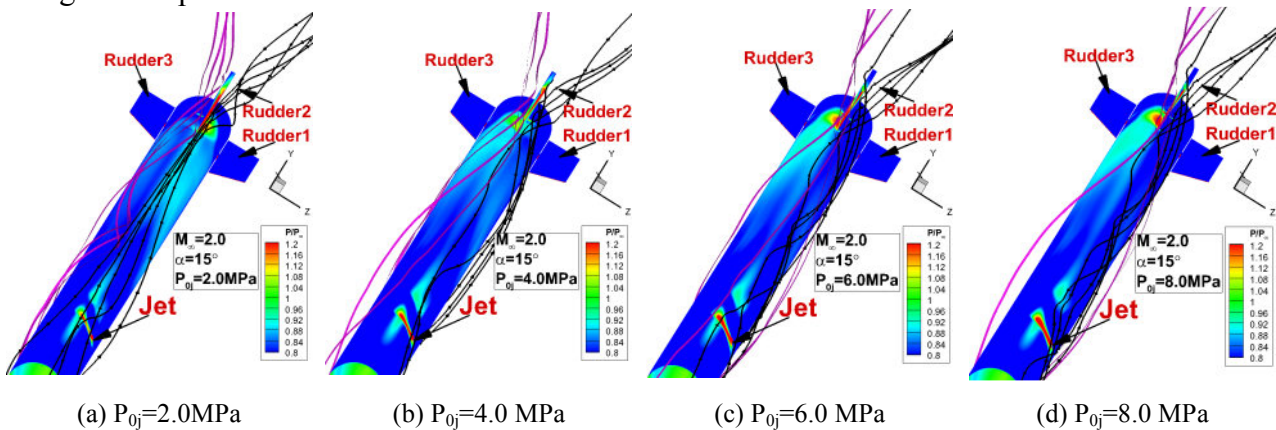 Rudder3
Rudder2
Rudder1
Y
Z
M∞=2.0
α=15°
P0j=2.0MPa
P/P∞
1.2
1.16
1.12
1.08
1.04
1
0.96
0.92
0.88
0.84
0.8
Jet
(a) P0j=2.0MPa
Rudder3
Rudder2
Rudder1
Y
Z
M∞=2.0
α=15°
P0j=4.0MPa
P/P∞
1.2
1.16
1.12
1.08
1.04
1
0.96
0.92
0.88
0.84
0.8
Jet
(b) P0j=4.0 MPa
Rudder3
Rudder2
Rudder1
Y
Z
M∞=2.0
α=15°
P0j=6.0MPa
P/P∞
1.2
1.16
1.12
1.08
1.04
1
0.96
0.92
0.88
0.84
0.8
Jet
(c) P0j=6.0 MPa
Rudder3
Rudder2
Rudder1
Y
Z
M∞=2.0
α=15°
P0j=8.0MPa
P/P∞
1.2
1.16
1.12
1.08
1.04
1
0.96
0.92
0.88
0.84
0.8
Jet
(d) P0j=8.0 MPa